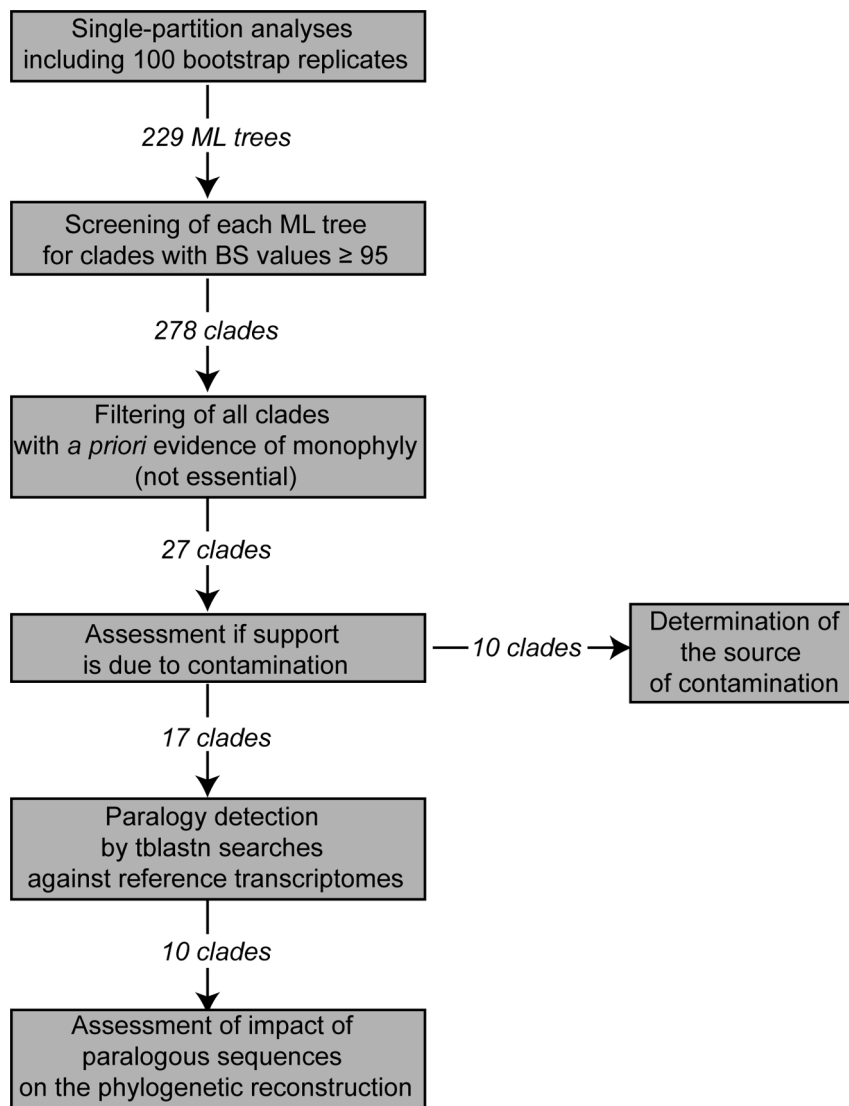 Single-partition analyses
including 100 bootstrap replicates
229 ML trees
Screening of each ML tree
for clades with BS values ≥ 95
278 clades
Filtering of all clades
with a priori evidence of monophyly
(not essential)
27 clades
Assessment if support
is due to contamination
10 clades
Determination of
the source
of contamination
17 clades
Paralogy detection
by tblastn searches
against reference transcriptomes
10 clades
Assessment of impact of
paralogous sequences
on the phylogenetic reconstruction